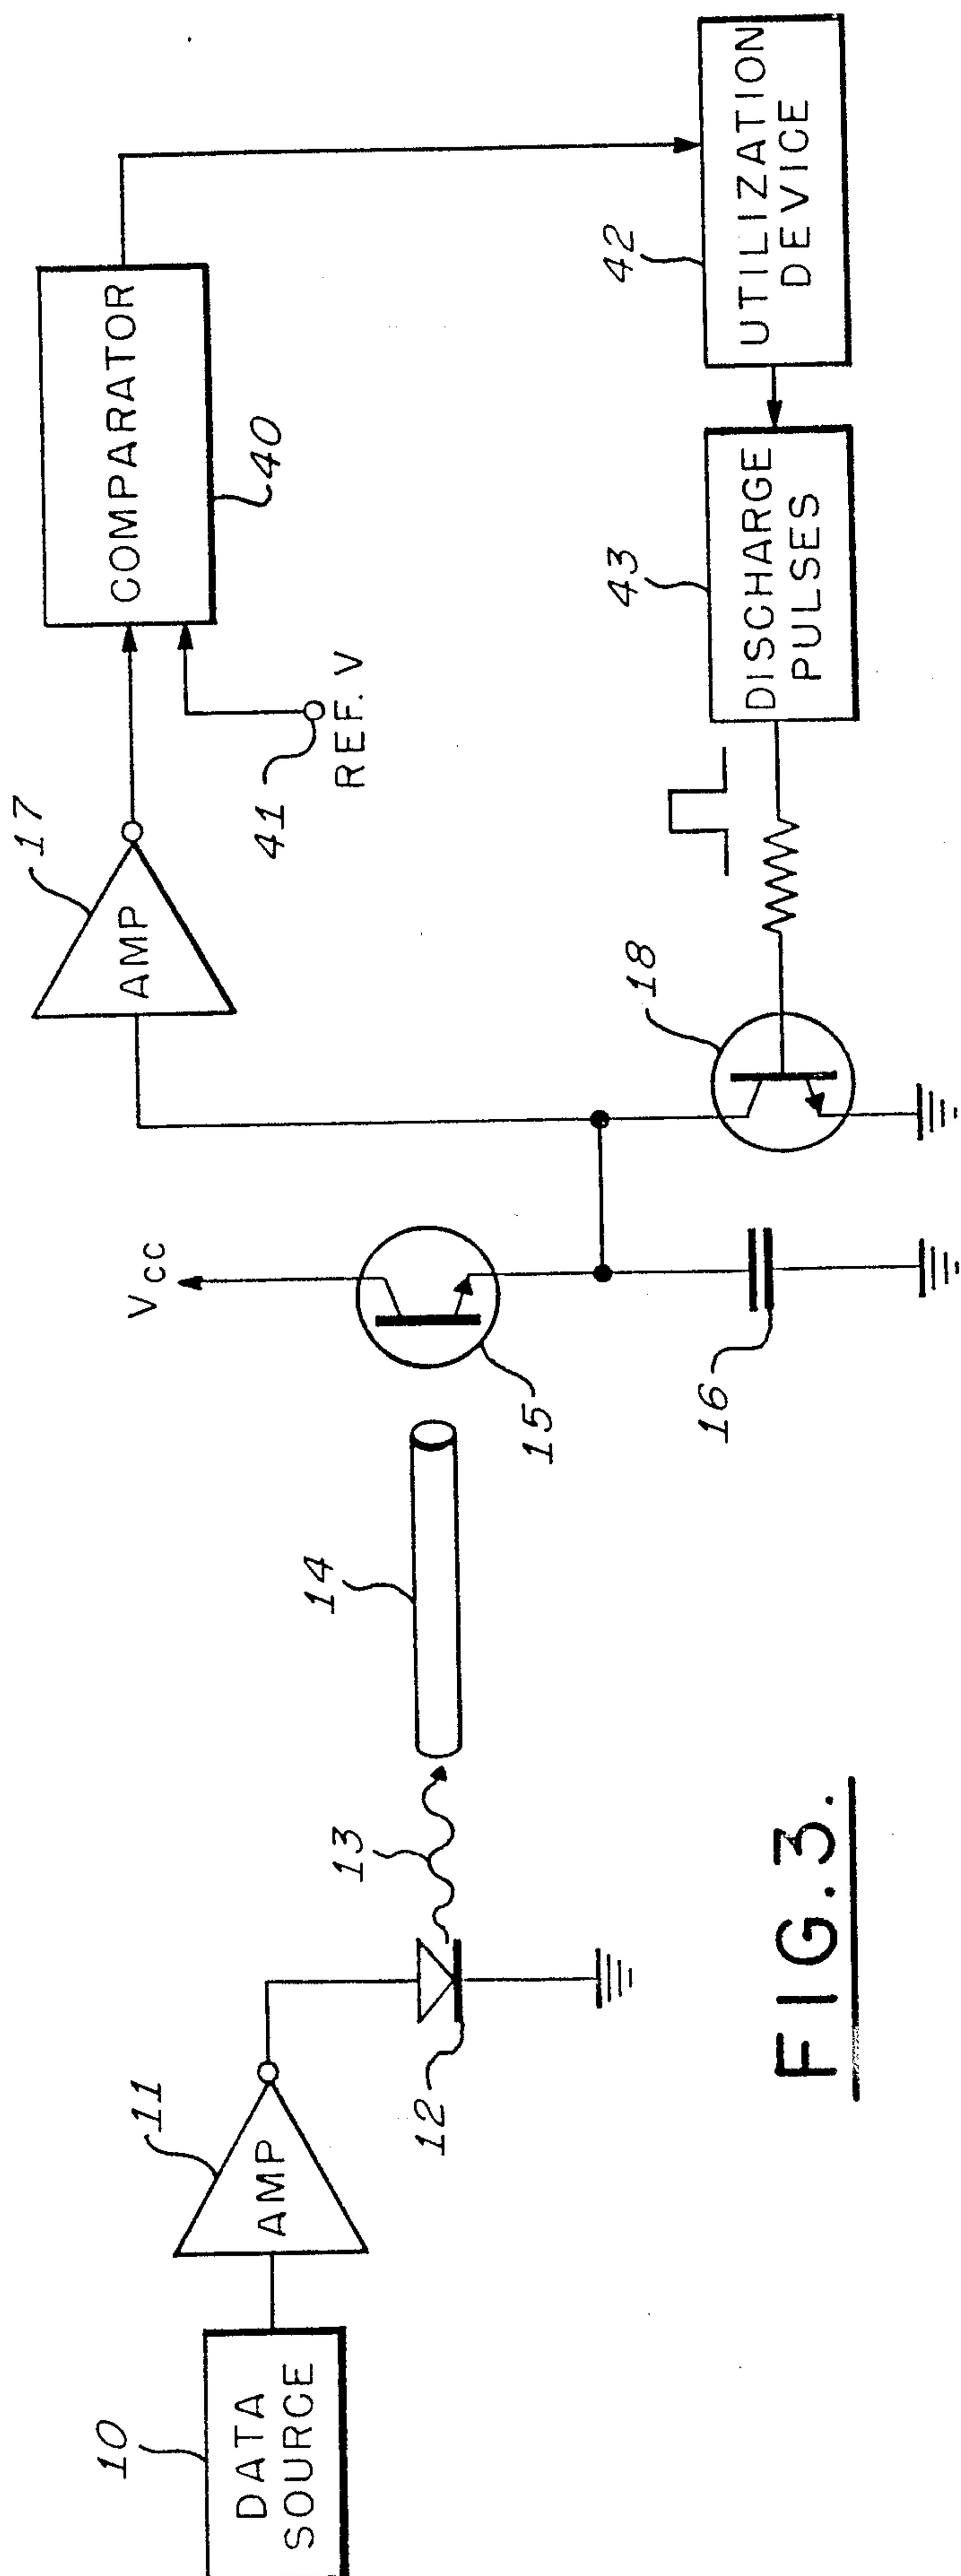 10
DATA
SOURCE
11
AMP
12
13
14
15
Vcc
16
17
AMP
18
41
REF. V
COMPARATOR
40
43
DISCHARGE
PULSES
42
UTILIZATION
DEVICE
FIG. 3.